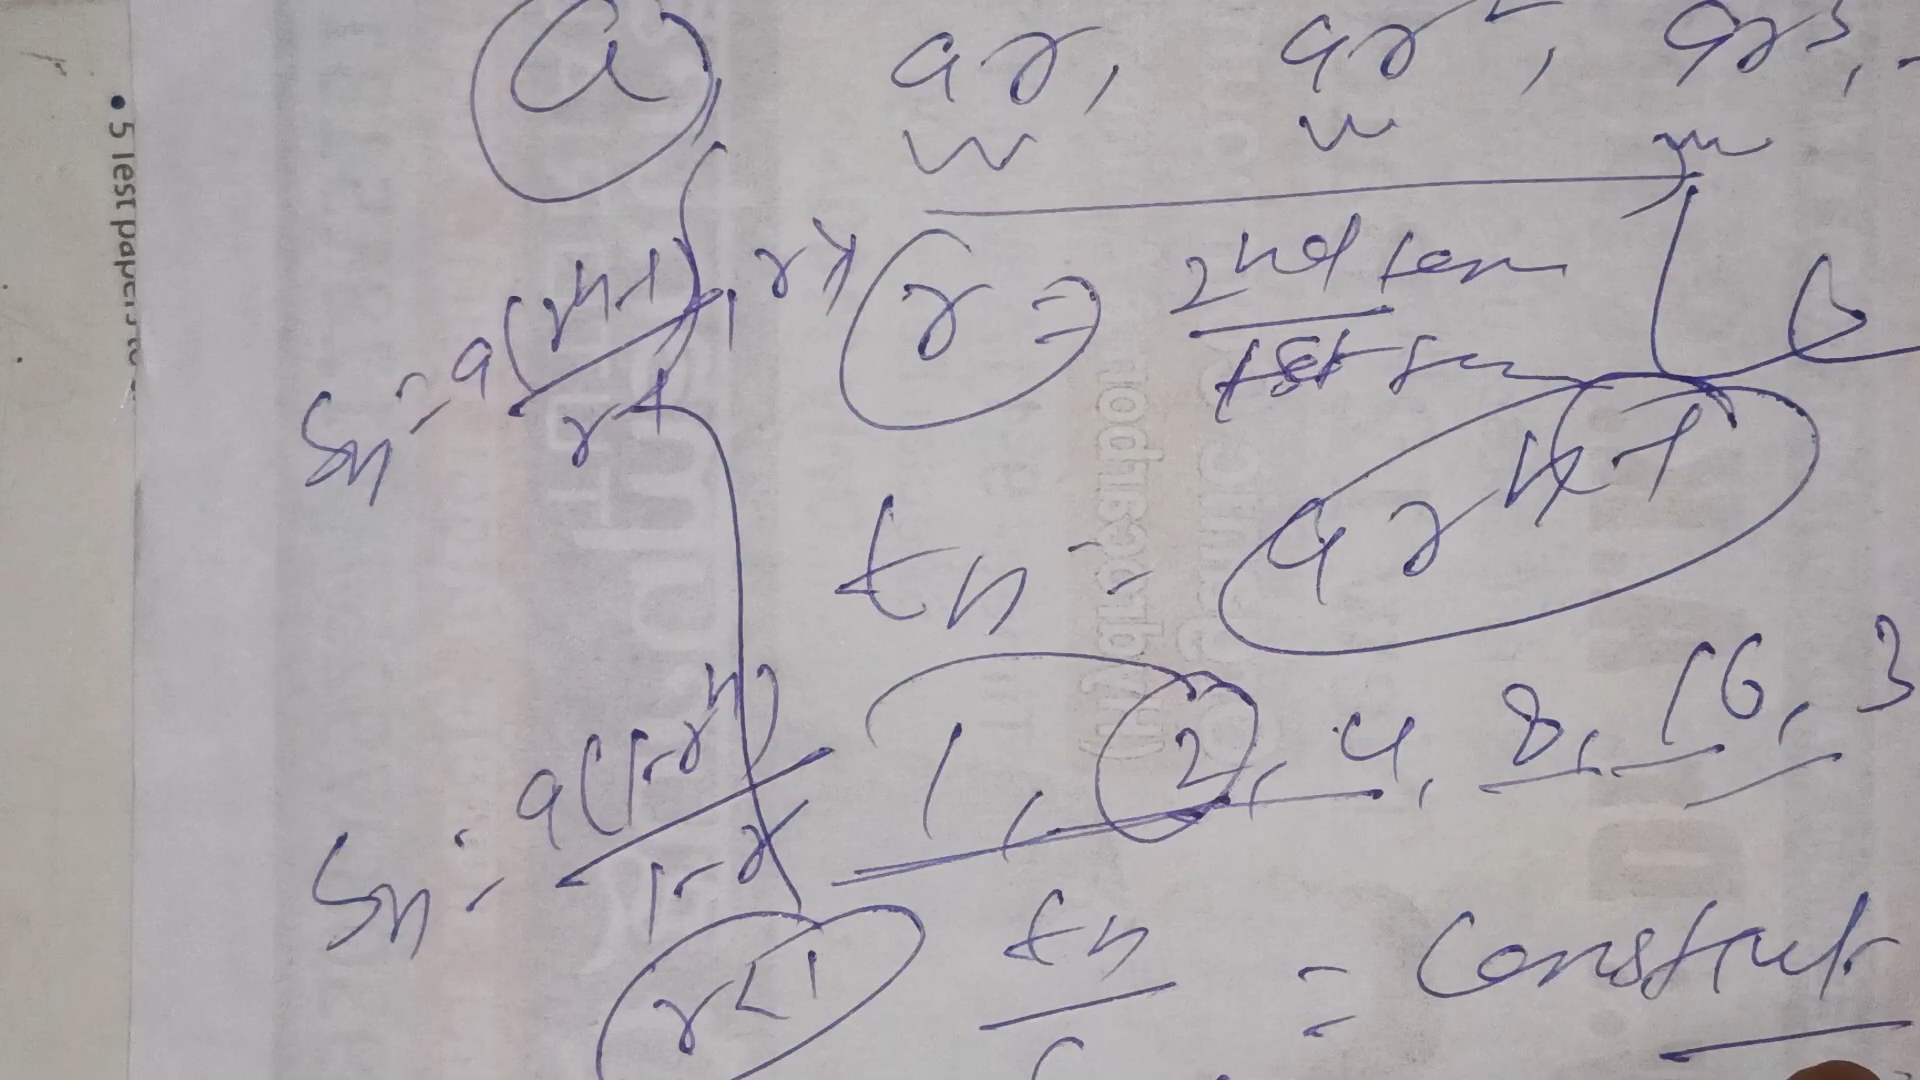 a, ar, ar², ar³,
Sn = a(rⁿ-1)/r-1, r>1
r = 2nd term/1st term
tn = arⁿ⁻¹
1, 2, 4, 8, 16, 3
Sn = a(1-rⁿ)/1-r
r<1
tn/ = constant
• 5 Test papers